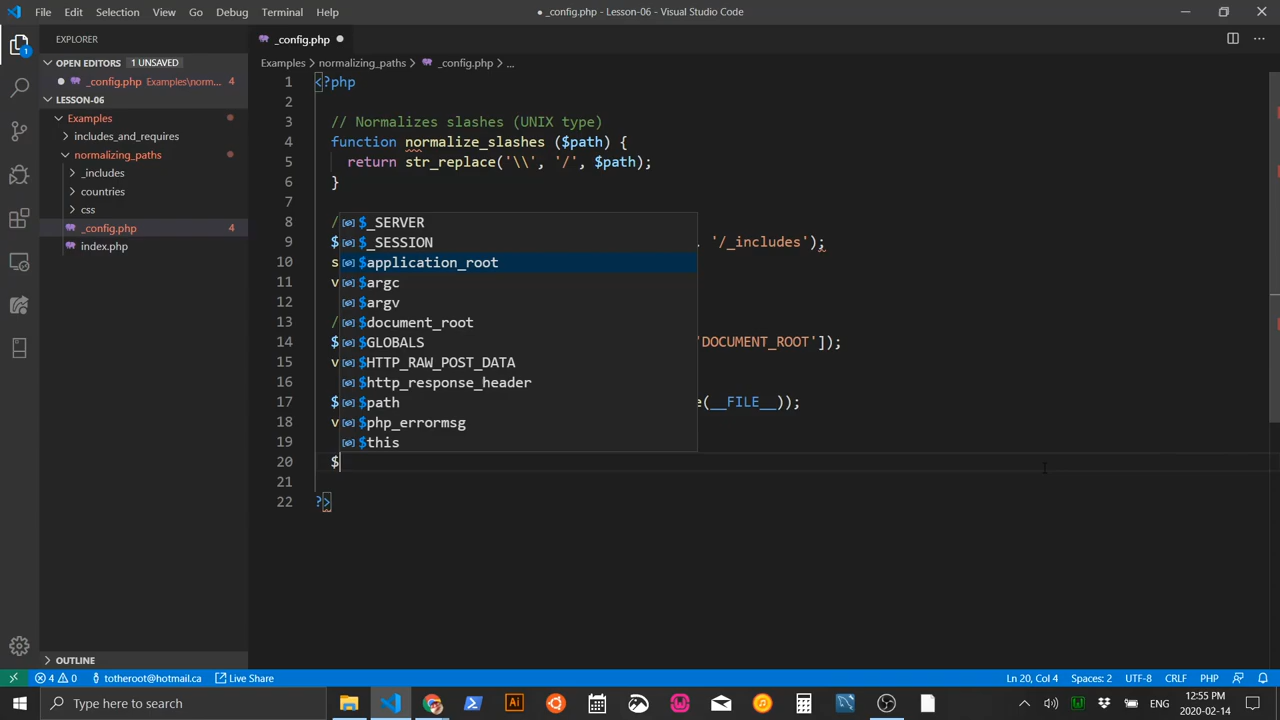 File Edit Selection View Go Debug Terminal Help
● _config.php - Lesson-06 - Visual Studio Code
EXPLORER
OPEN EDITORS 1 UNSAVED
_config.php Examples\norm... 4
LESSON-06
Examples
includes_and_requires
normalizing_paths
_includes
countries
css
_config.php 4
index.php
OUTLINE
_config.php ●
Examples > normalizing_paths > _config.php > ...
1 <?php
2
3 // Normalizes slashes (UNIX type)
4 function normalize_slashes ($path) {
5 return str_replace('\\', '/', $path);
6 }
7
8 /
9 $ . '/_includes');
10 s
11 v
12
13 /
14 $ 'DOCUMENT_ROOT']);
15 v
16
17 $ e(__FILE__));
18 v
19
20 $
21
22 ?>
$_SERVER
$_SESSION
$application_root
$argc
$argv
$document_root
$GLOBALS
$HTTP_RAW_POST_DATA
$http_response_header
$path
$php_errormsg
$this
4 0 totheroot@hotmail.ca Live Share
Ln 20, Col 4 Spaces: 2 UTF-8 CRLF PHP
Type here to search
ENG
12:55 PM
2020-02-14